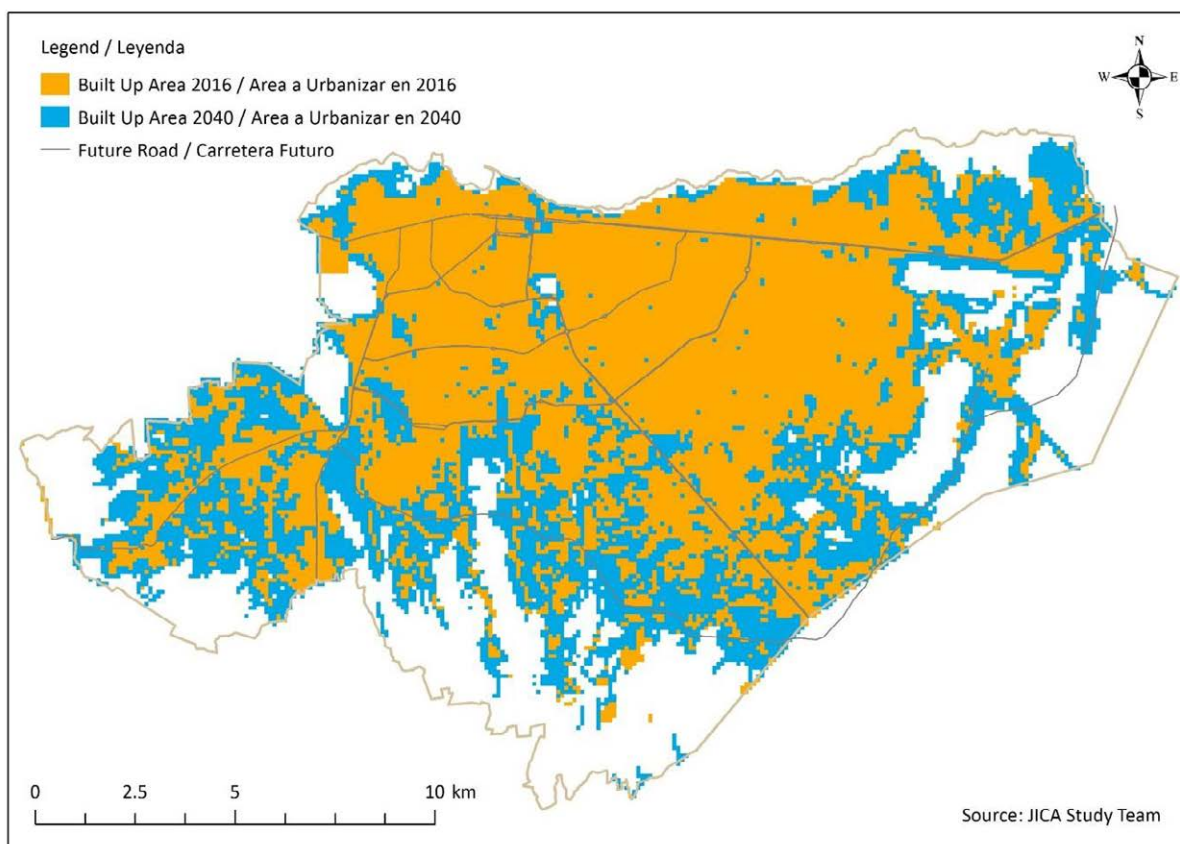 Legend / Leyenda
Built Up Area 2016 / Area a Urbanizar en 2016
Built Up Area 2040 / Area a Urbanizar en 2040
Future Road / Carretera Futuro
N
W E
S
0 2.5 5 10 km
Source: JICA Study Team